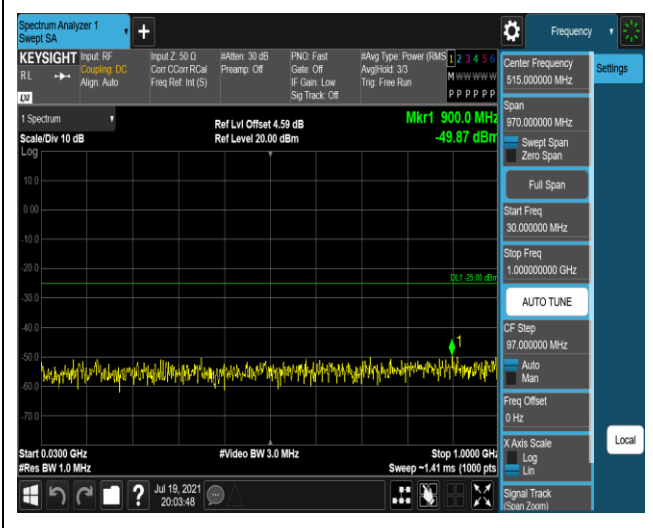 Spectrum Analyzer 1
Swept SA
Frequency
KEYSIGHT
RL
LXI
Input: RF
Coupling: DC
Align: Auto
Input Z: 50 Ω
Corr CCorr RCal
Freq Ref: Int (S)
#Atten: 30 dB
Preamp: Off
PNO: Fast
Gate: Off
IF Gain: Low
Sig Track: Off
#Avg Type: Power (RMS
Avg|Hold: 3/3
Trig: Free Run
1 2 3 4 5 6
M W W W W W
P P P P P P
1 Spectrum
Scale/Div 10 dB
Log
Ref Lvl Offset 4.59 dB
Ref Level 20.00 dBm
Mkr1 900.0 MHz
-49.87 dBm
10.0
0.00
-10.0
-20.0
DL1 -25.00 dBm
-30.0
-40.0
1
-50.0
-60.0
-70.0
Start 0.0300 GHz
#Res BW 1.0 MHz
#Video BW 3.0 MHz
Stop 1.0000 GHz
Sweep ~1.41 ms (1000 pts
Jul 19, 2021
20:03:48
Center Frequency
515.000000 MHz
Settings
Span
970.000000 MHz
Swept Span
Zero Span
Full Span
Start Freq
30.000000 MHz
Stop Freq
1.000000000 GHz
AUTO TUNE
CF Step
97.000000 MHz
Auto
Man
Freq Offset
0 Hz
X Axis Scale
Log
Lin
Local
Signal Track
(Span Zoom)